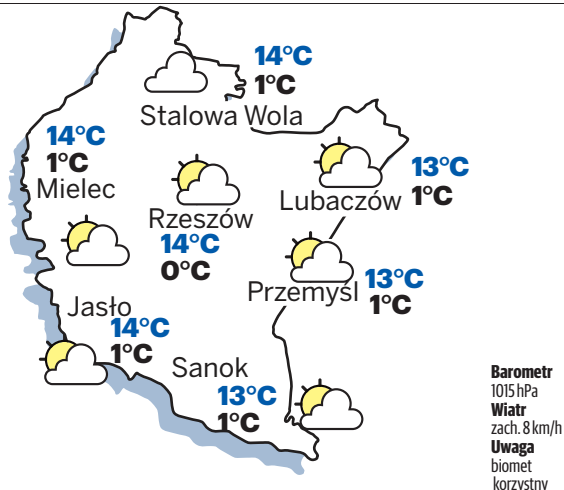 14°C
1°C
Stalowa Wola
14°C
1°C
Mielec
13°C
1°C
Lubaczów
Rzeszów
14°C
0°C
13°C
1°C
Przemyśl
Jasło
14°C
1°C
Sanok
13°C
1°C
Barometr
1015 hPa
Wiatr
zach. 8 km/h
Uwaga
biomet
korzystny